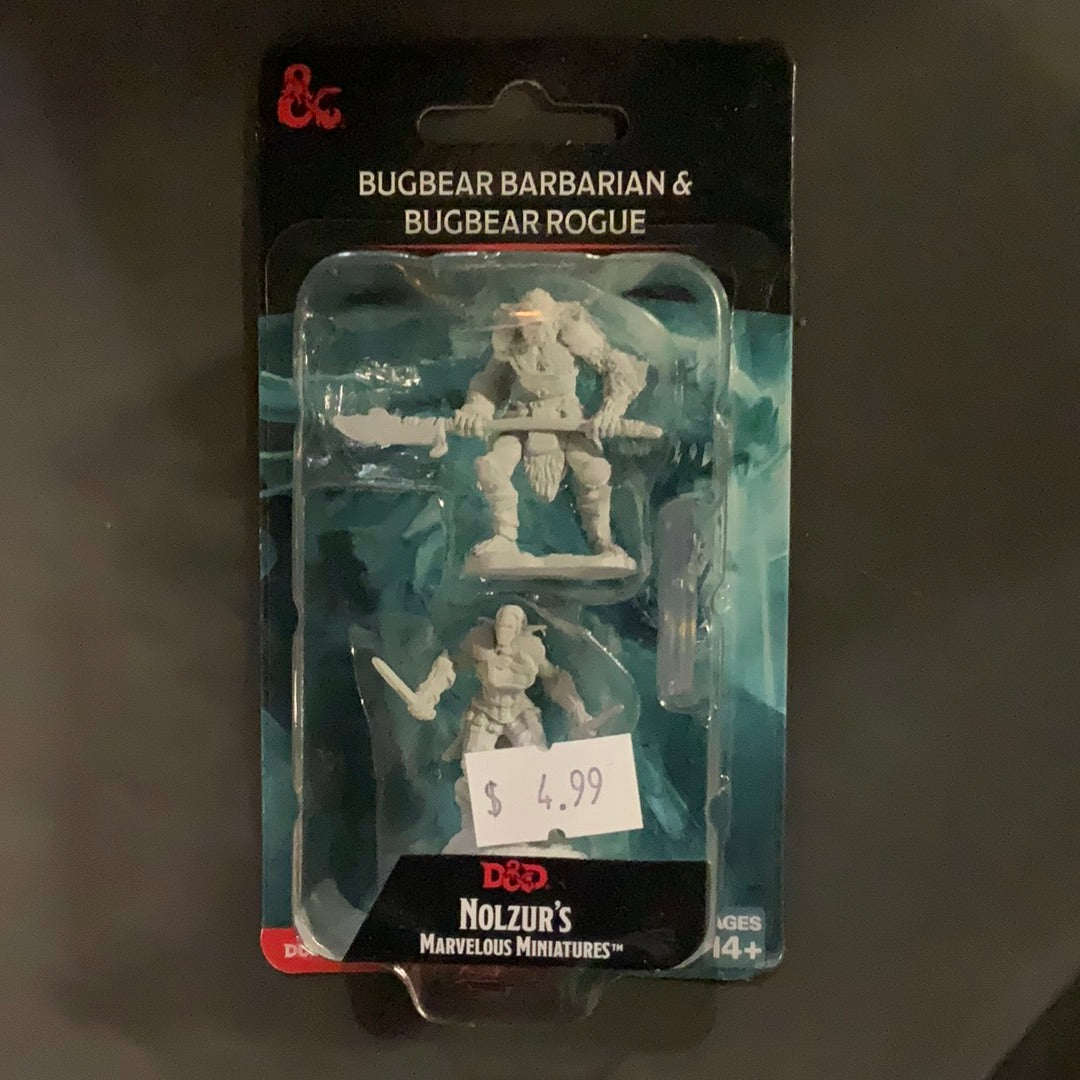 BUGBEAR BARBARIAN &
BUGBEAR ROGUE
$ 4.99
D&D
NOLZUR'S
MARVELOUS MINIATURES™
AGES
14+